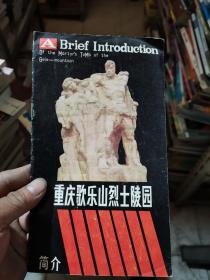 Brief Introduction
Of the Martyr's Tomb of the
Gele-mountain
重庆歌乐山烈士陵园
简介